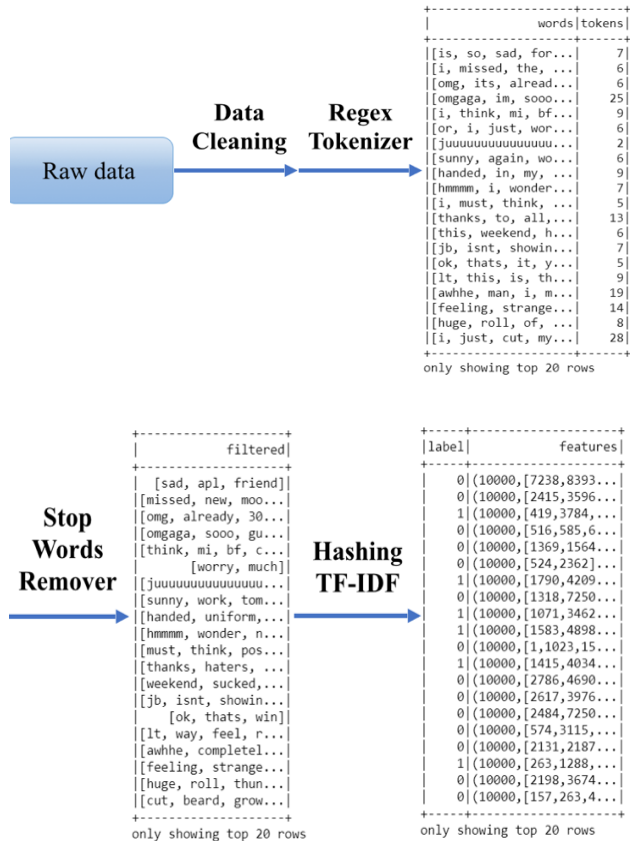 +--------------------+------+
|               words|tokens|
+--------------------+------+
|[is, so, sad, for...|     7|
|[i, missed, the, ...|     6|
|[omg, its, alread...|     6|
|[omgaga, im, sooo...|    25|
|[i, think, mi, bf...|     9|
|[or, i, just, wor...|     6|
|[juuuuuuuuuuuuuuu...|     2|
|[sunny, again, wo...|     6|
|[handed, in, my, ...|     9|
|[hmmmm, i, wonder...|     7|
|[i, must, think, ...|     5|
|[thanks, to, all,...|    13|
|[this, weekend, h...|     6|
|[jb, isnt, showin...|     7|
|[ok, thats, it, y...|     5|
|[lt, this, is, th...|     9|
|[awhhe, man, i, m...|    19|
|[feeling, strange...|    14|
|[huge, roll, of, ...|     8|
|[i, just, cut, my...|    28|
+--------------------+------+
only showing top 20 rows
Raw data
Data
Cleaning
Regex
Tokenizer
Stop
Words
Remover
+--------------------+
|            filtered|
+--------------------+
|  [sad, apl, friend]|
|[missed, new, moo...|
|[omg, already, 30...|
|[omgaga, sooo, gu...|
|[think, mi, bf, c...|
|       [worry, much]|
|[juuuuuuuuuuuuuuu...|
|[sunny, work, tom...|
|[handed, uniform,...|
|[hmmmm, wonder, n...|
|[must, think, pos...|
|[thanks, haters, ...|
|[weekend, sucked,...|
|[jb, isnt, showin...|
|    [ok, thats, win]|
|[lt, way, feel, r...|
|[awhhe, completel...|
|[feeling, strange...|
|[huge, roll, thun...|
|[cut, beard, grow...|
+--------------------+
only showing top 20 rows
Hashing
TF-IDF
+-----+--------------------+
|label|            features|
+-----+--------------------+
|    0|(10000,[7238,8393...|
|    0|(10000,[2415,3596...|
|    1|(10000,[419,3784,...|
|    0|(10000,[516,585,6...|
|    0|(10000,[1369,1564...|
|    0|(10000,[524,2362]...|
|    1|(10000,[1790,4209...|
|    0|(10000,[1318,7250...|
|    1|(10000,[1071,3462...|
|    1|(10000,[1583,4898...|
|    0|(10000,[1,1023,15...|
|    1|(10000,[1415,4034...|
|    0|(10000,[2786,4690...|
|    0|(10000,[2617,3976...|
|    0|(10000,[2484,7250...|
|    0|(10000,[574,3115,...|
|    0|(10000,[2131,2187...|
|    1|(10000,[263,1288,...|
|    0|(10000,[2198,3674...|
|    0|(10000,[157,263,4...|
+-----+--------------------+
only showing top 20 rows